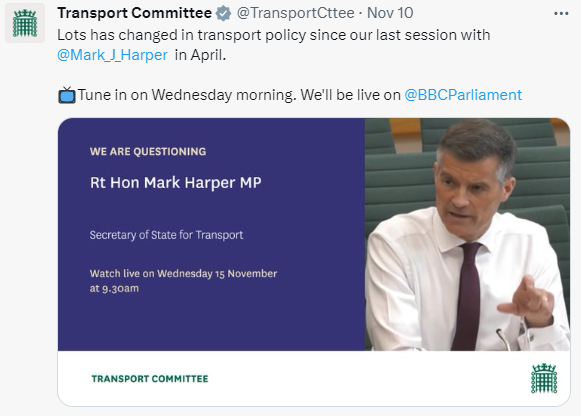 Transport Committee @TransportCttee · Nov 10
Lots has changed in transport policy since our last session with
@Mark_J_Harper in April.
Tune in on Wednesday morning. We'll be live on @BBCParliament
WE ARE QUESTIONING
Rt Hon Mark Harper MP
Secretary of State for Transport
Watch live on Wednesday 15 November
at 9.30am
TRANSPORT COMMITTEE